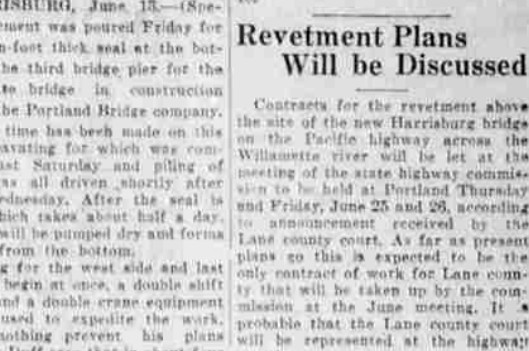 RISBURG, June 13.—(Spe-
ement was poured Friday for
n-foot thick seal at the bot-
he third bridge pier for the
te bridge in construction
he Portland Bridge company.
time has beeh made on this
avating for which was com-
ast Saturday and piling of
as all driven shortly after
ednesday. After the seal is
hich takes about half a day,
will be pumped dry and forms
from the bottom.
g for the west side and last
begin at once, a double shift
nd a double crane equipment
used to expedite the work.
nothing prevent his plans
Revetment Plans
Will be Discussed
Contracts for the revetment above
the site of the new Harrisburg bridge
on the Pacific highway across the
Willamette river will be let at the
meeting of the state highway commis-
sion to be held at Portland Thursday
and Friday, June 25 and 26, according
to announcement received by the
Lane county court. As far as present
plans go this is expected to be the
only contract of work for Lane coun-
ty that will be taken up by the com-
mission at the June meeting. It
probable that the Lane county court
will be represented at the highway